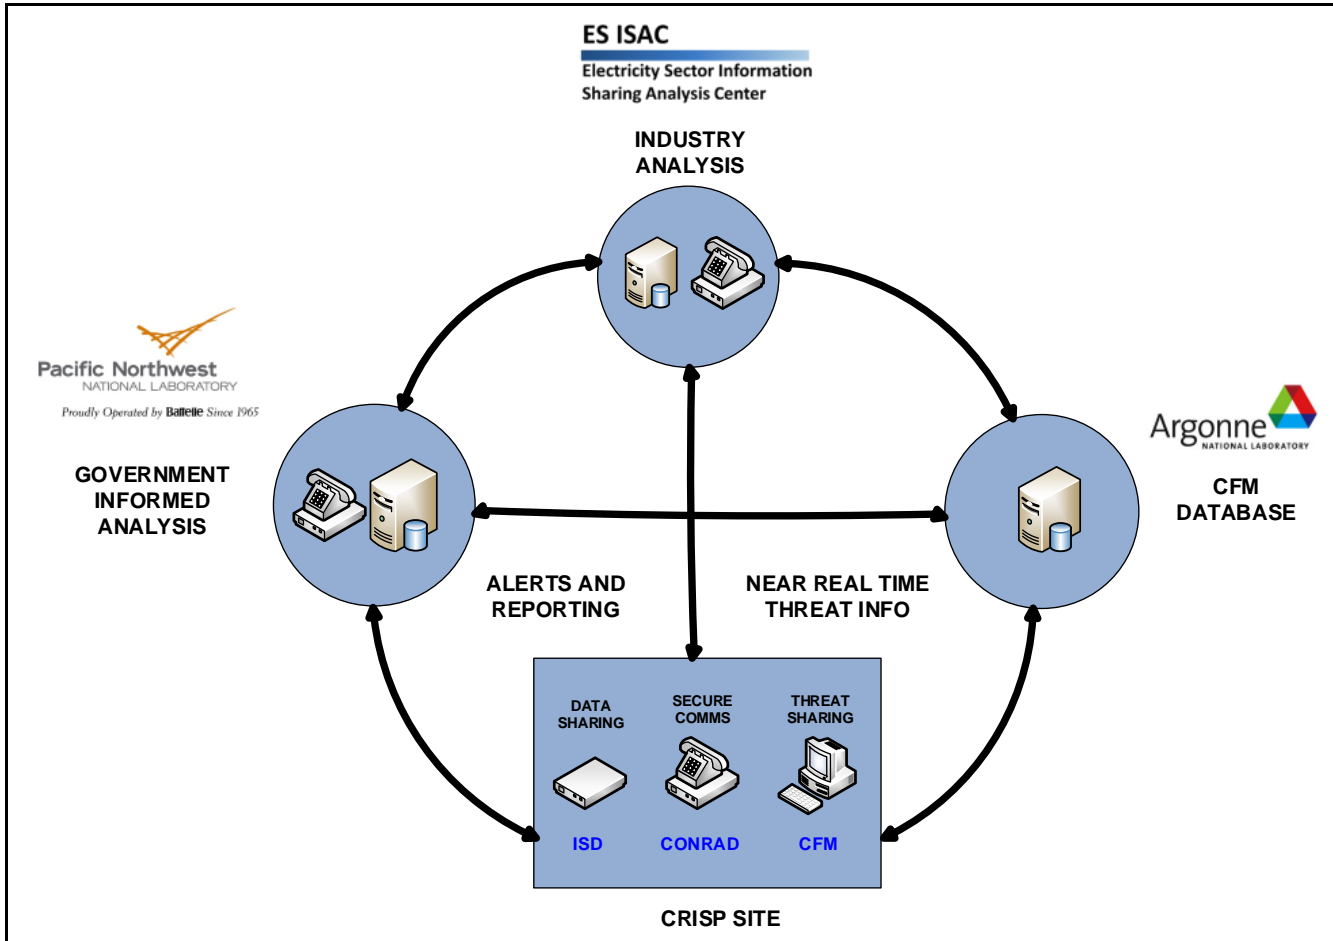 ES ISAC
Electricity Sector Information
Sharing Analysis Center
INDUSTRY
ANALYSIS
Pacific Northwest
NATIONAL LABORATORY
Proudly Operated by Battelle Since 1965
GOVERNMENT
INFORMED
ANALYSIS
Argonne
NATIONAL LABORATORY
CFM
DATABASE
ALERTS AND
REPORTING
NEAR REAL TIME
THREAT INFO
DATA
SHARING
SECURE
COMMS
THREAT
SHARING
ISD
CONRAD
CFM
CRISP SITE